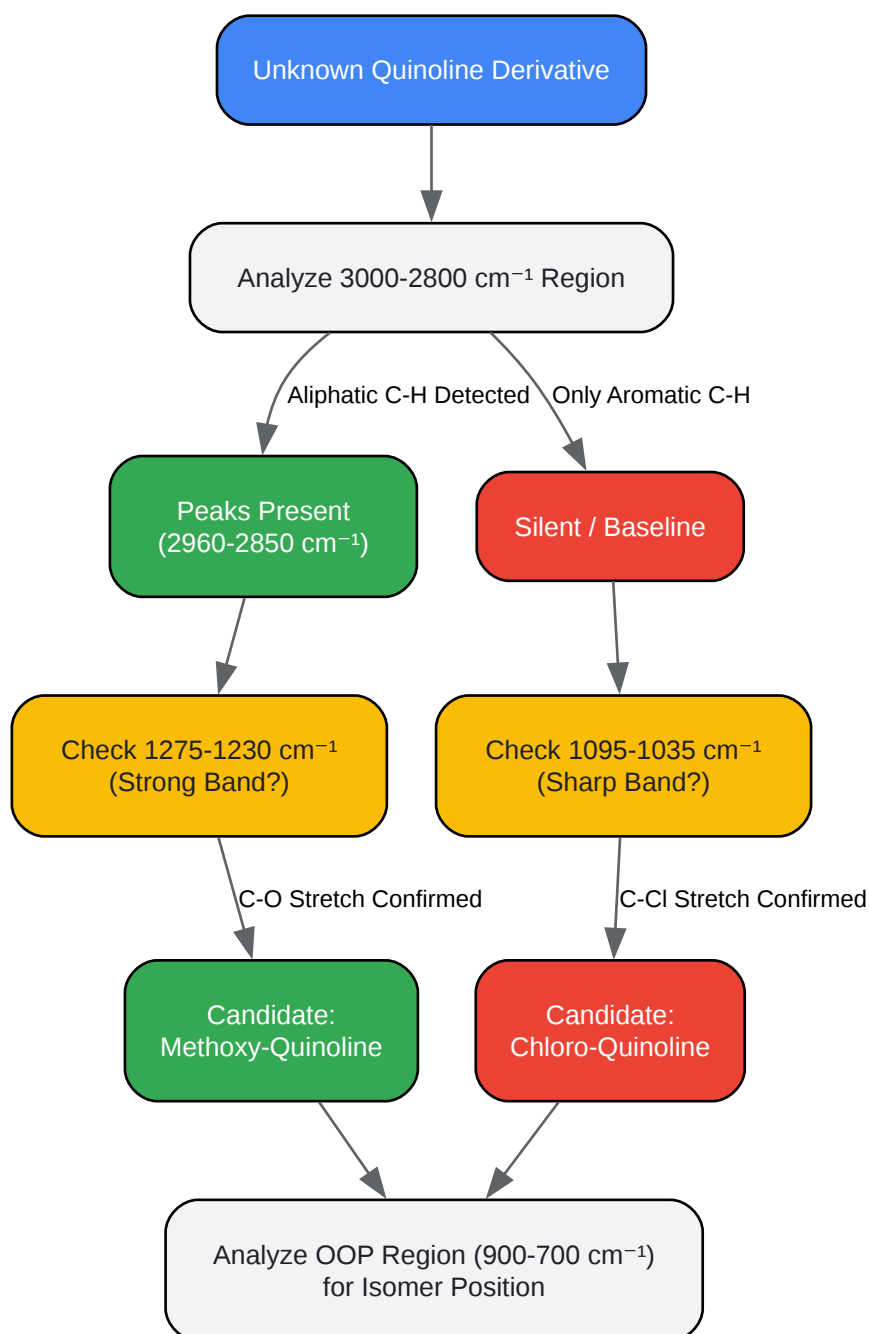 Unknown Quinoline Derivative
Analyze 3000-2800 cm⁻¹ Region
Aliphatic C-H Detected
Only Aromatic C-H
Peaks Present
(2960-2850 cm⁻¹)
Silent / Baseline
Check 1275-1230 cm⁻¹
(Strong Band?)
Check 1095-1035 cm⁻¹
(Sharp Band?)
C-O Stretch Confirmed
C-Cl Stretch Confirmed
Candidate:
Methoxy-Quinoline
Candidate:
Chloro-Quinoline
Analyze OOP Region (900-700 cm⁻¹)
for Isomer Position